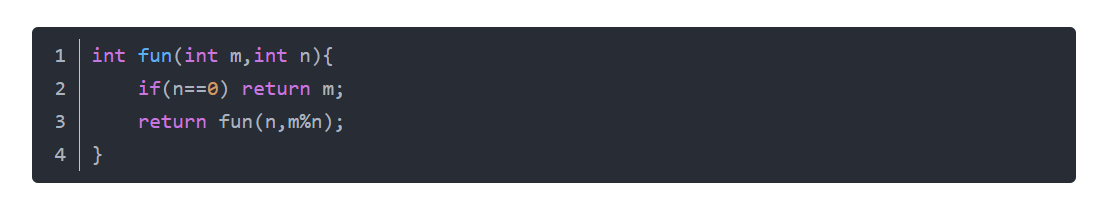 1 int fun(int m,int n){
2     if(n==0) return m;
3     return fun(n,m%n);
4 }